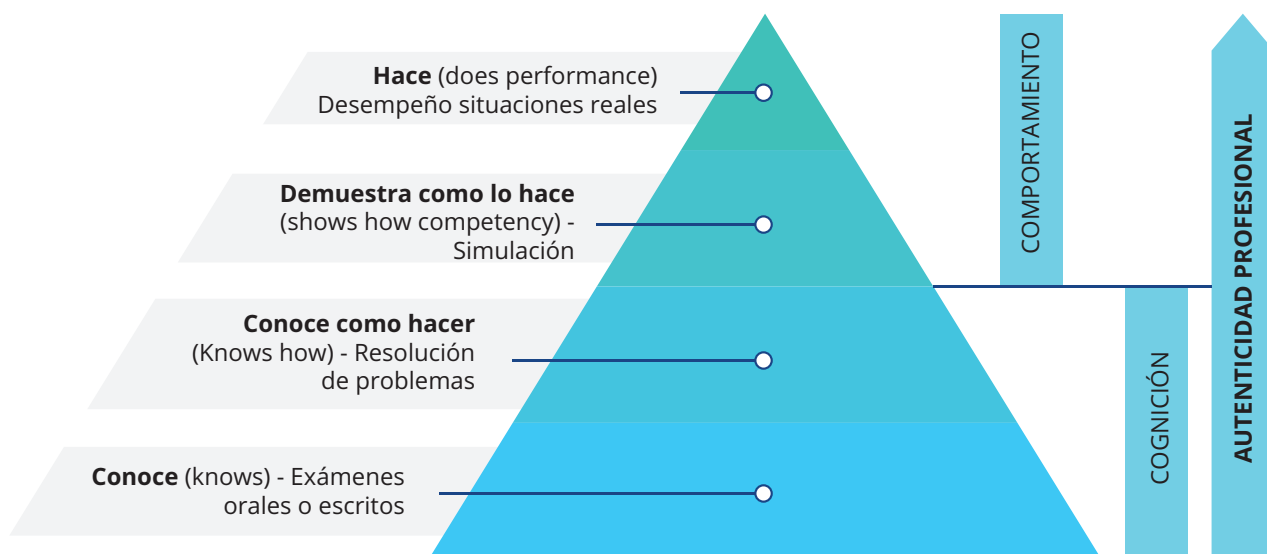 Hace (does performance)
Desempeño situaciones reales
Demuestra como lo hace
(shows how competency) -
Simulación
Conoce como hacer
(Knows how) - Resolución
de problemas
Conoce (knows) - Exámenes
orales o escritos
COMPORTAMIENTO
COGNICIÓN
AUTENTICIDAD PROFESIONAL